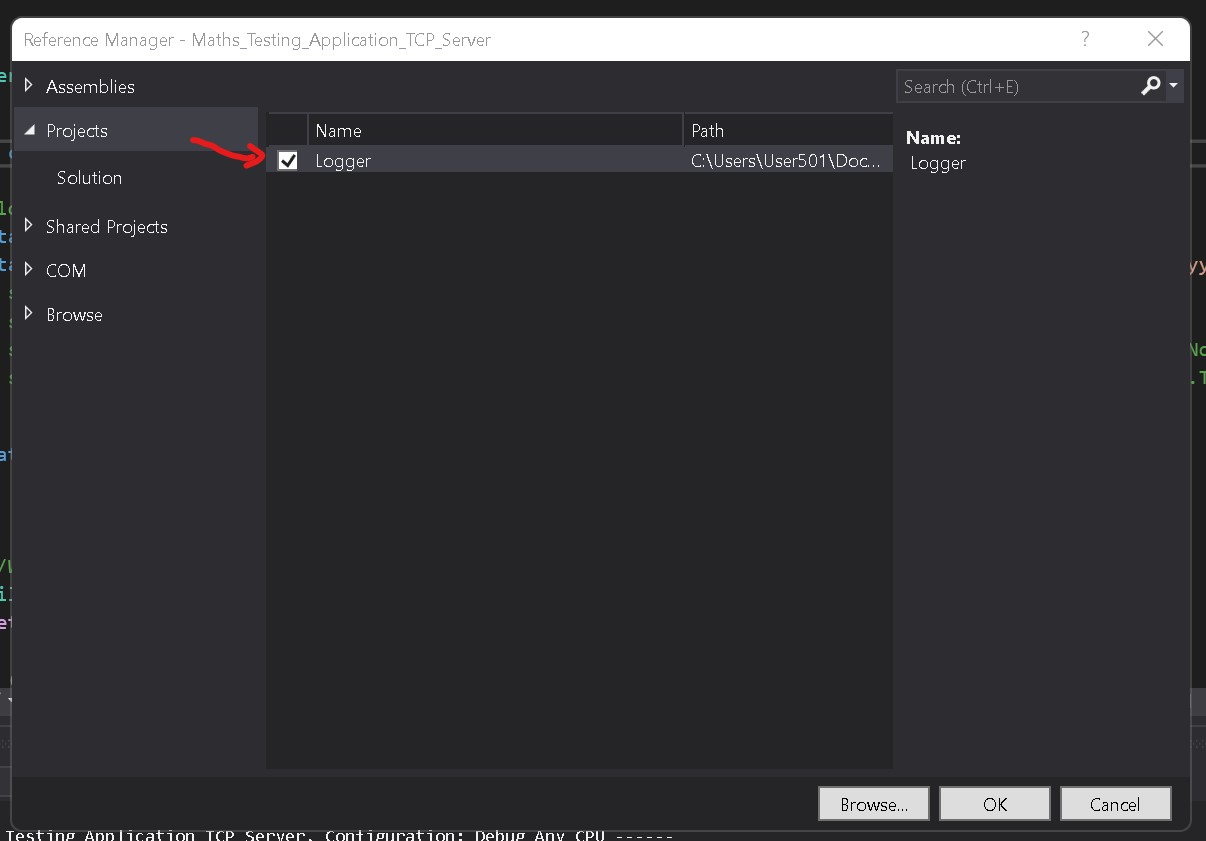 Reference Manager - Maths_Testing_Application_TCP_Server
?
Assemblies
Search (Ctrl+E)
Projects
Name
Path
Name:
Logger
C:\Users\User501\Doc...
Logger
Solution
Shared Projects
COM
Browse
Browse...
OK
Cancel
Testing Application TCP Server, Configuration: Debug Any CPU ------